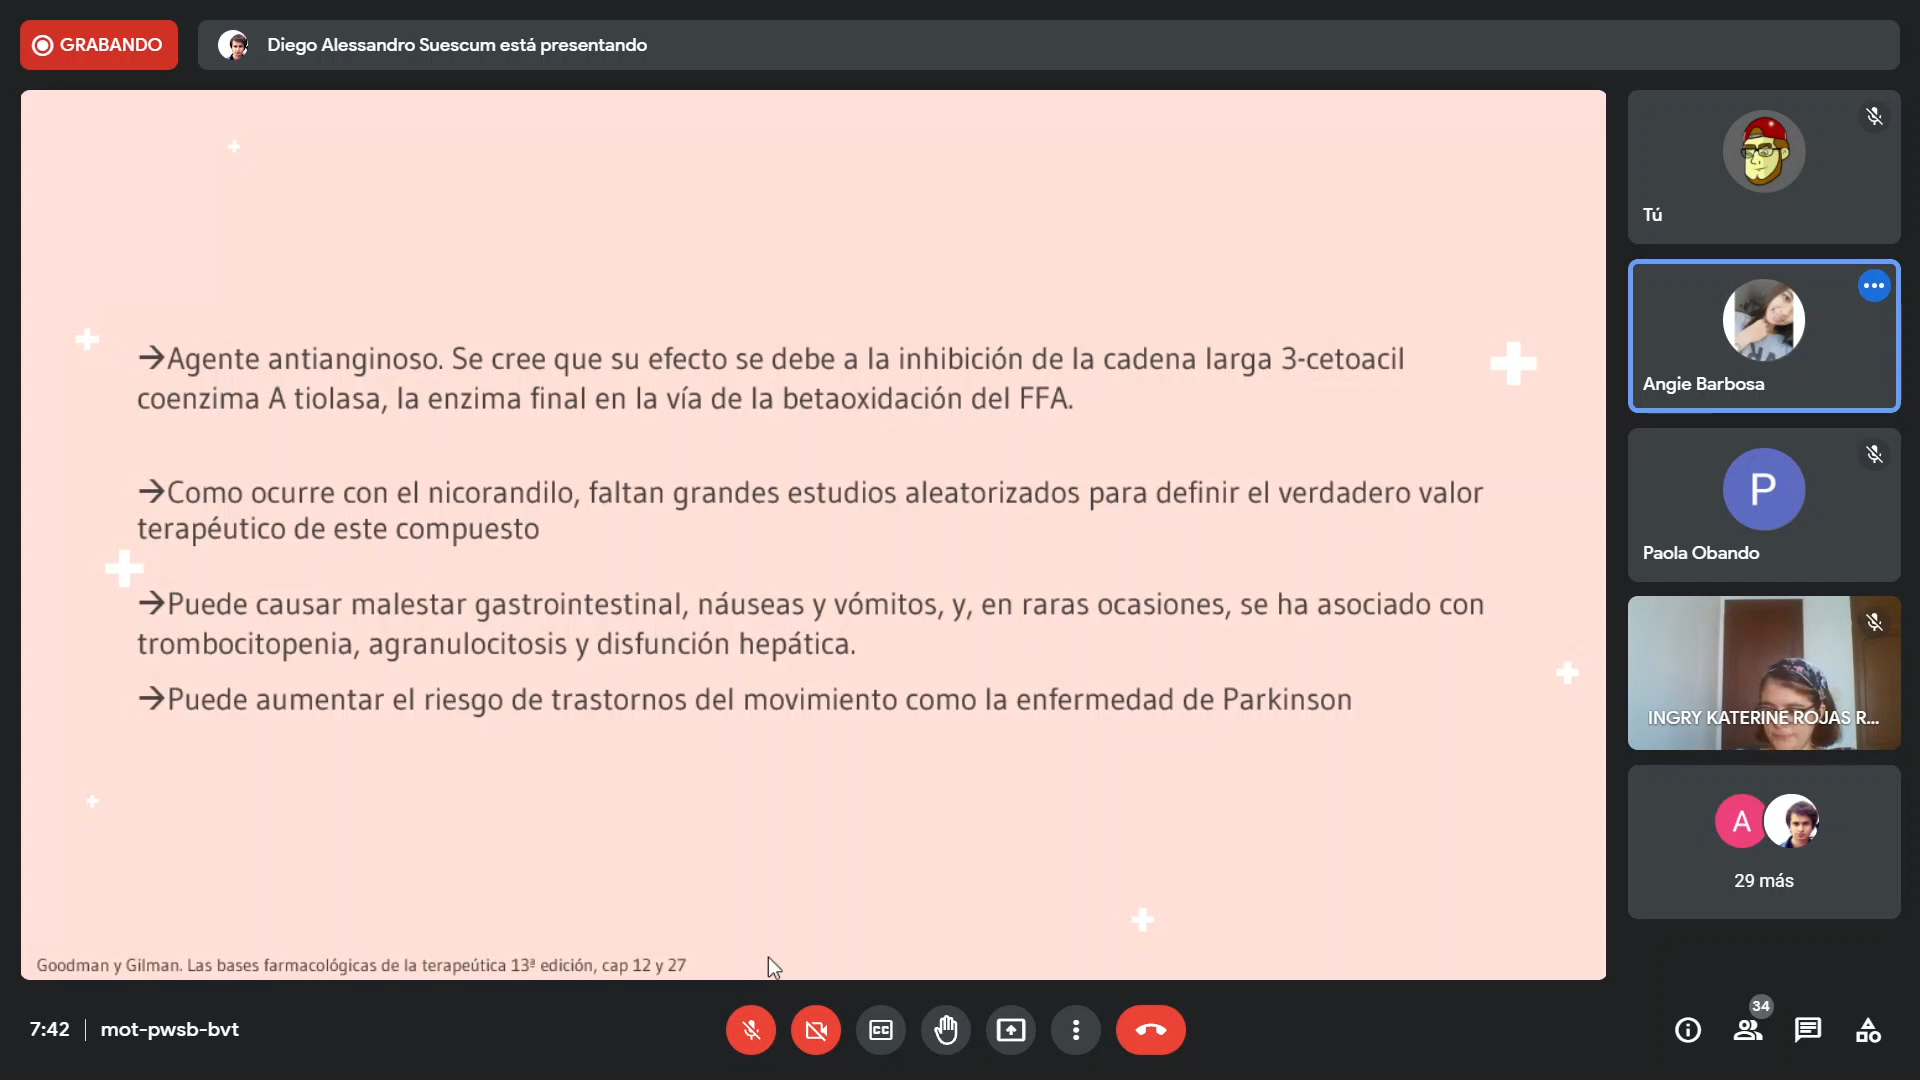 GRABANDO
Diego Alessandro Suescum está presentando
→Agente antianginoso. Se cree que su efecto se debe a la inhibición de la cadena larga 3-cetoacil
coenzima A tiolasa, la enzima final en la vía de la betaoxidación del FFA.
→Como ocurre con el nicorandilo, faltan grandes estudios aleatorizados para definir el verdadero valor
terapéutico de este compuesto
→Puede causar malestar gastrointestinal, náuseas y vómitos, y, en raras ocasiones, se ha asociado con
trombocitopenia, agranulocitosis y disfunción hepática.
→Puede aumentar el riesgo de trastornos del movimiento como la enfermedad de Parkinson
Goodman y Gilman. Las bases farmacológicas de la terapeútica 13ª edición, cap 12 y 27
Tú
Angie Barbosa
P
Paola Obando
INGRY KATERINE ROJAS R...
A
29 más
7:42
mot-pwsb-bvt
CC
34